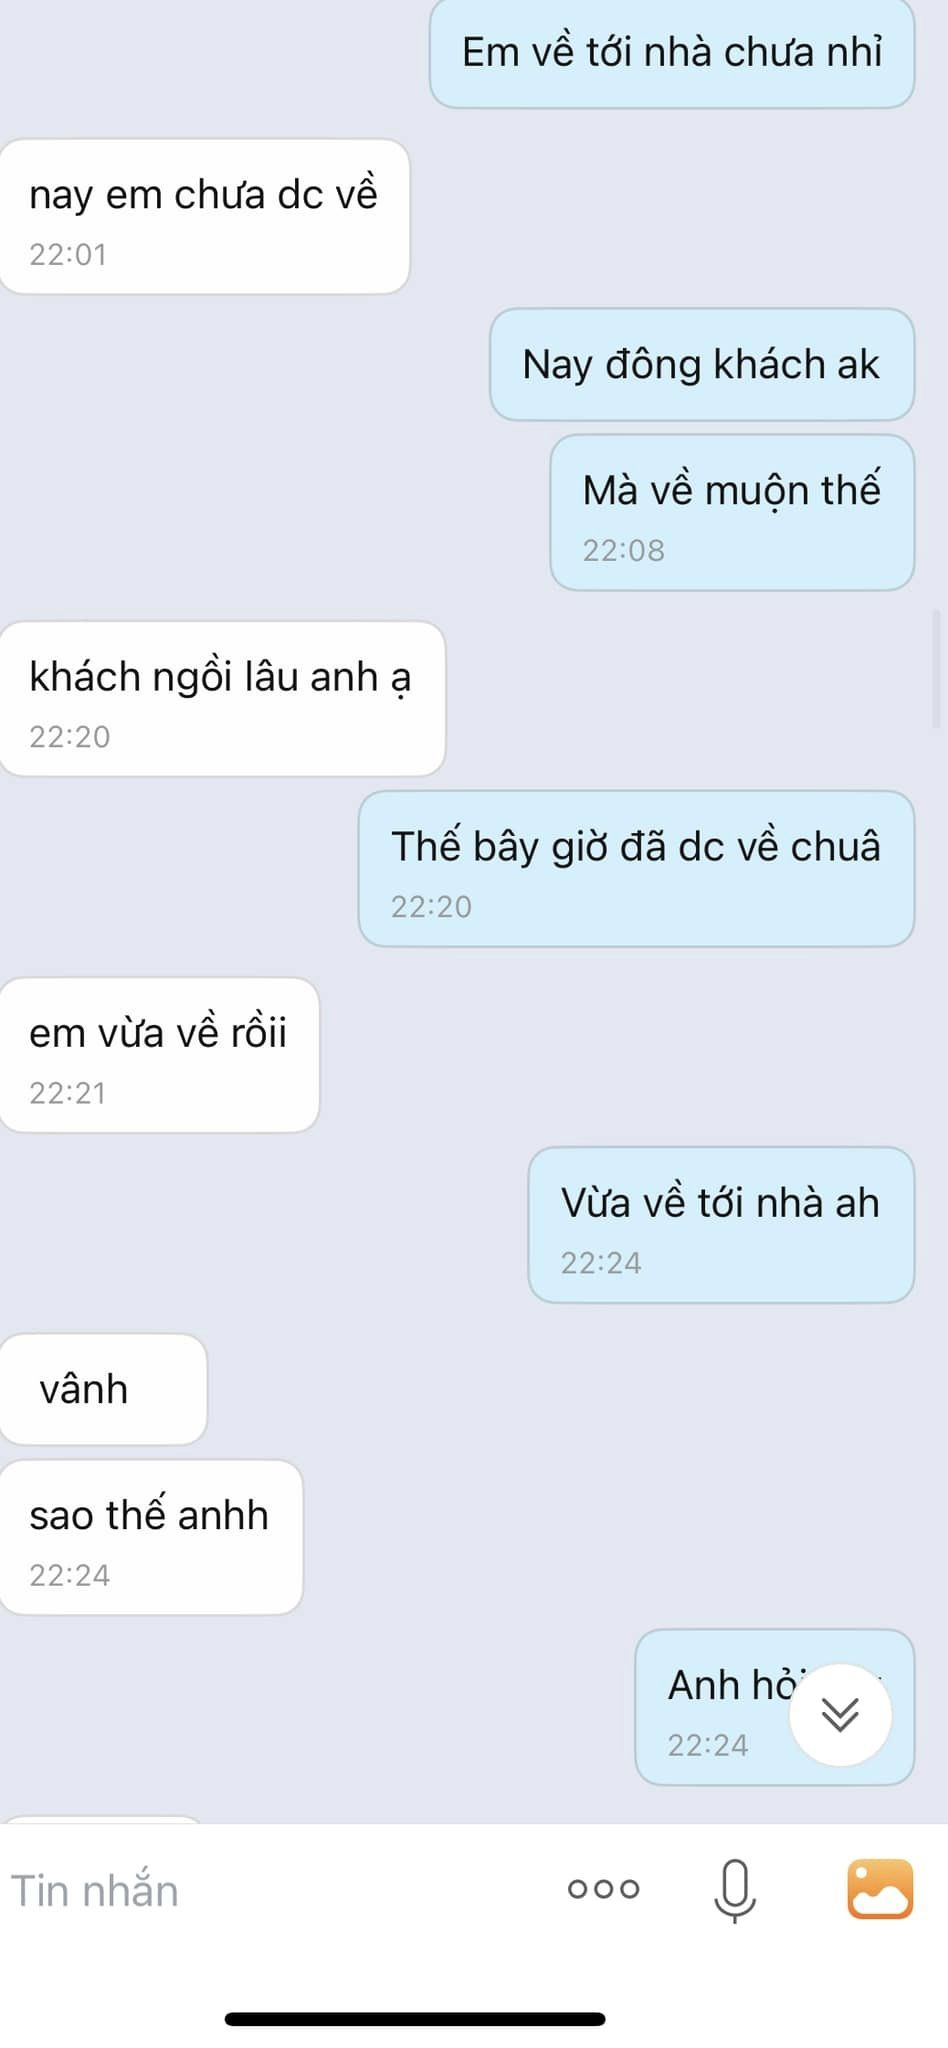 Em về tới nhà chưa nhỉ
nay em chưa dc về
22:01
Nay đông khách ak
Mà về muộn thế
22:08
khách ngồi lâu anh ạ
22:20
Thế bây giờ đã dc về chuâ
22:20
em vừa về rồii
22:21
Vừa về tới nhà ah
22:24
vânh
sao thế anhh
22:24
Anh hỏi
22:24
Tin nhắn